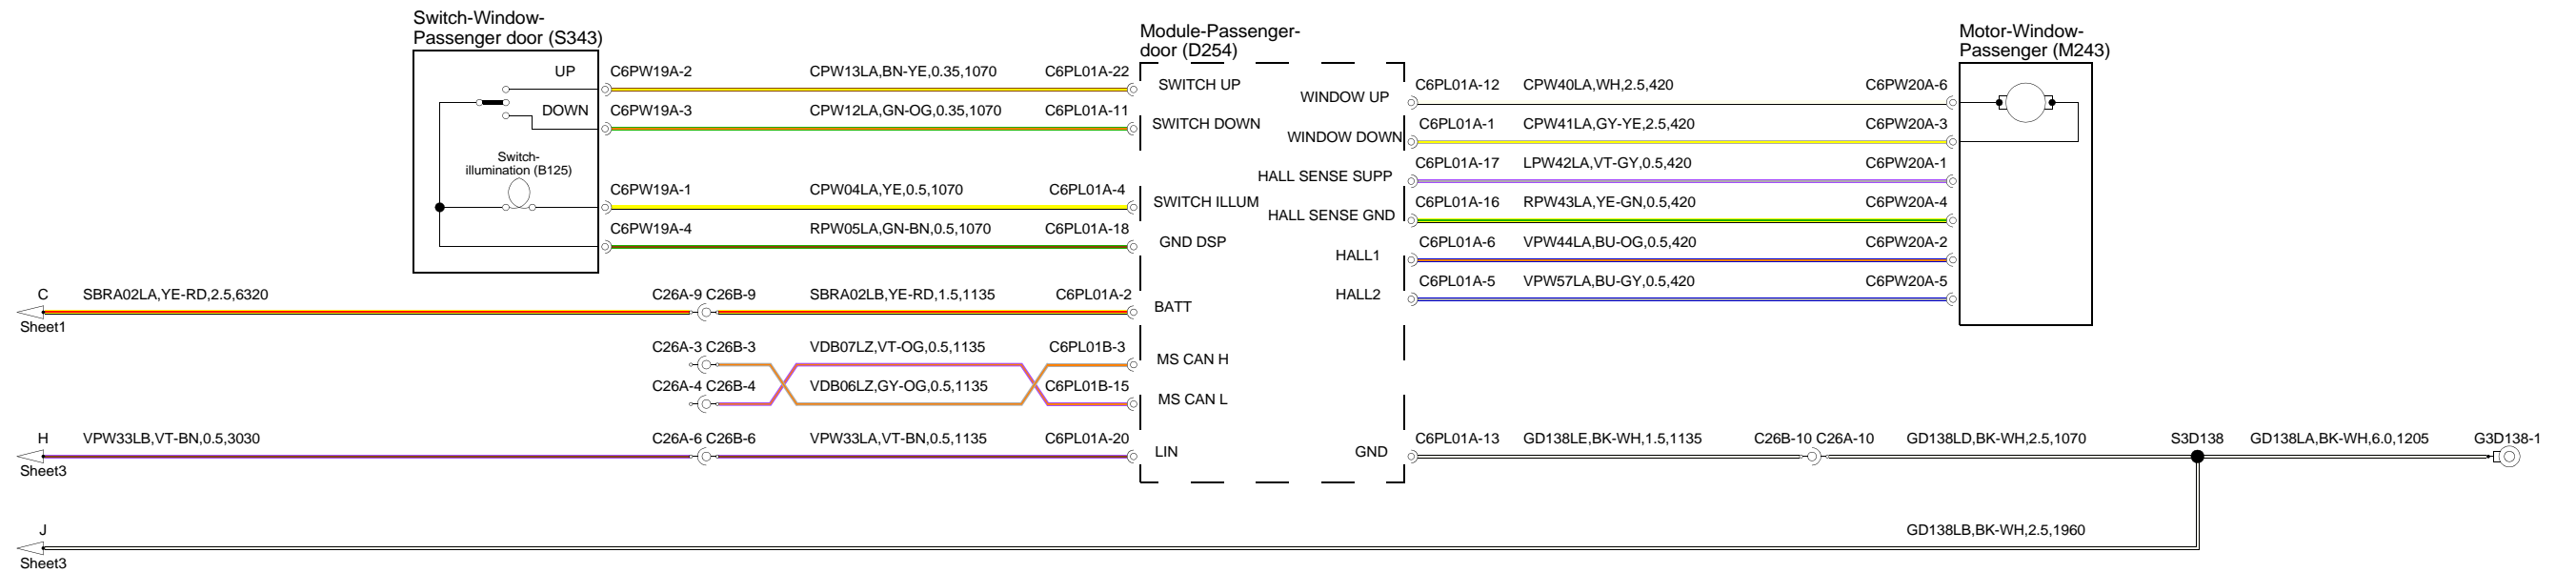 Switch-Window-
Passenger door (S343)
UP
DOWN
Switch-
illumination (B125)
C6PW19A-2 CPW13LA,BN-YE,0.35,1070 C6PL01A-22
C6PW19A-3 CPW12LA,GN-OG,0.35,1070 C6PL01A-11
C6PW19A-1 CPW04LA,YE,0.5,1070 C6PL01A-4
C6PW19A-4 RPW05LA,GN-BN,0.5,1070 C6PL01A-18
C SBRA02LA,YE-RD,2.5,6320 C26A-9 C26B-9 SBRA02LB,YE-RD,1.5,1135 C6PL01A-2
Sheet1
C26A-3 C26B-3 VDB07LZ,VT-OG,0.5,1135 C6PL01B-3
C26A-4 C26B-4 VDB06LZ,GY-OG,0.5,1135 C6PL01B-15
H VPW33LB,VT-BN,0.5,3030 C26A-6 C26B-6 VPW33LA,VT-BN,0.5,1135 C6PL01A-20
Sheet3
Module-Passenger-
door (D254)
SWITCH UP
SWITCH DOWN
SWITCH ILLUM
GND DSP
BATT
MS CAN H
MS CAN L
LIN
WINDOW UP
WINDOW DOWN
HALL SENSE SUPP
HALL SENSE GND
HALL1
HALL2
GND
C6PL01A-12 CPW40LA,WH,2.5,420 C6PW20A-6
C6PL01A-1 CPW41LA,GY-YE,2.5,420 C6PW20A-3
C6PL01A-17 LPW42LA,VT-GY,0.5,420 C6PW20A-1
C6PL01A-16 RPW43LA,YE-GN,0.5,420 C6PW20A-4
C6PL01A-6 VPW44LA,BU-OG,0.5,420 C6PW20A-2
C6PL01A-5 VPW57LA,BU-GY,0.5,420 C6PW20A-5
Motor-Window-
Passenger (M243)
C6PL01A-13 GD138LE,BK-WH,1.5,1135 C26B-10 C26A-10 GD138LD,BK-WH,2.5,1070 S3D138 GD138LA,BK-WH,6.0,1205 G3D138-1
J GD138LB,BK-WH,2.5,1960
Sheet3